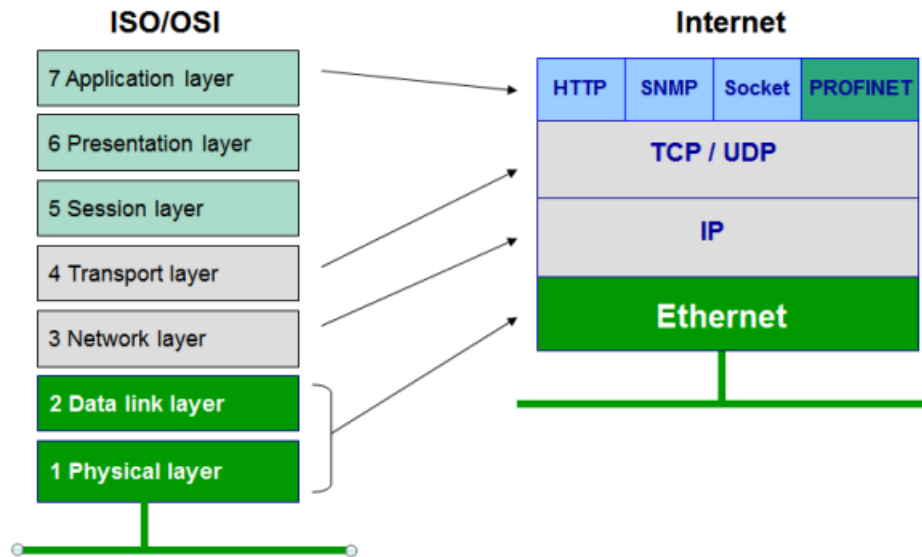 ISO/OSI
7 Application layer
6 Presentation layer
5 Session layer
4 Transport layer
3 Network layer
2 Data link layer
1 Physical layer
Internet
HTTP SNMP Socket PROFINET
TCP / UDP
IP
Ethernet